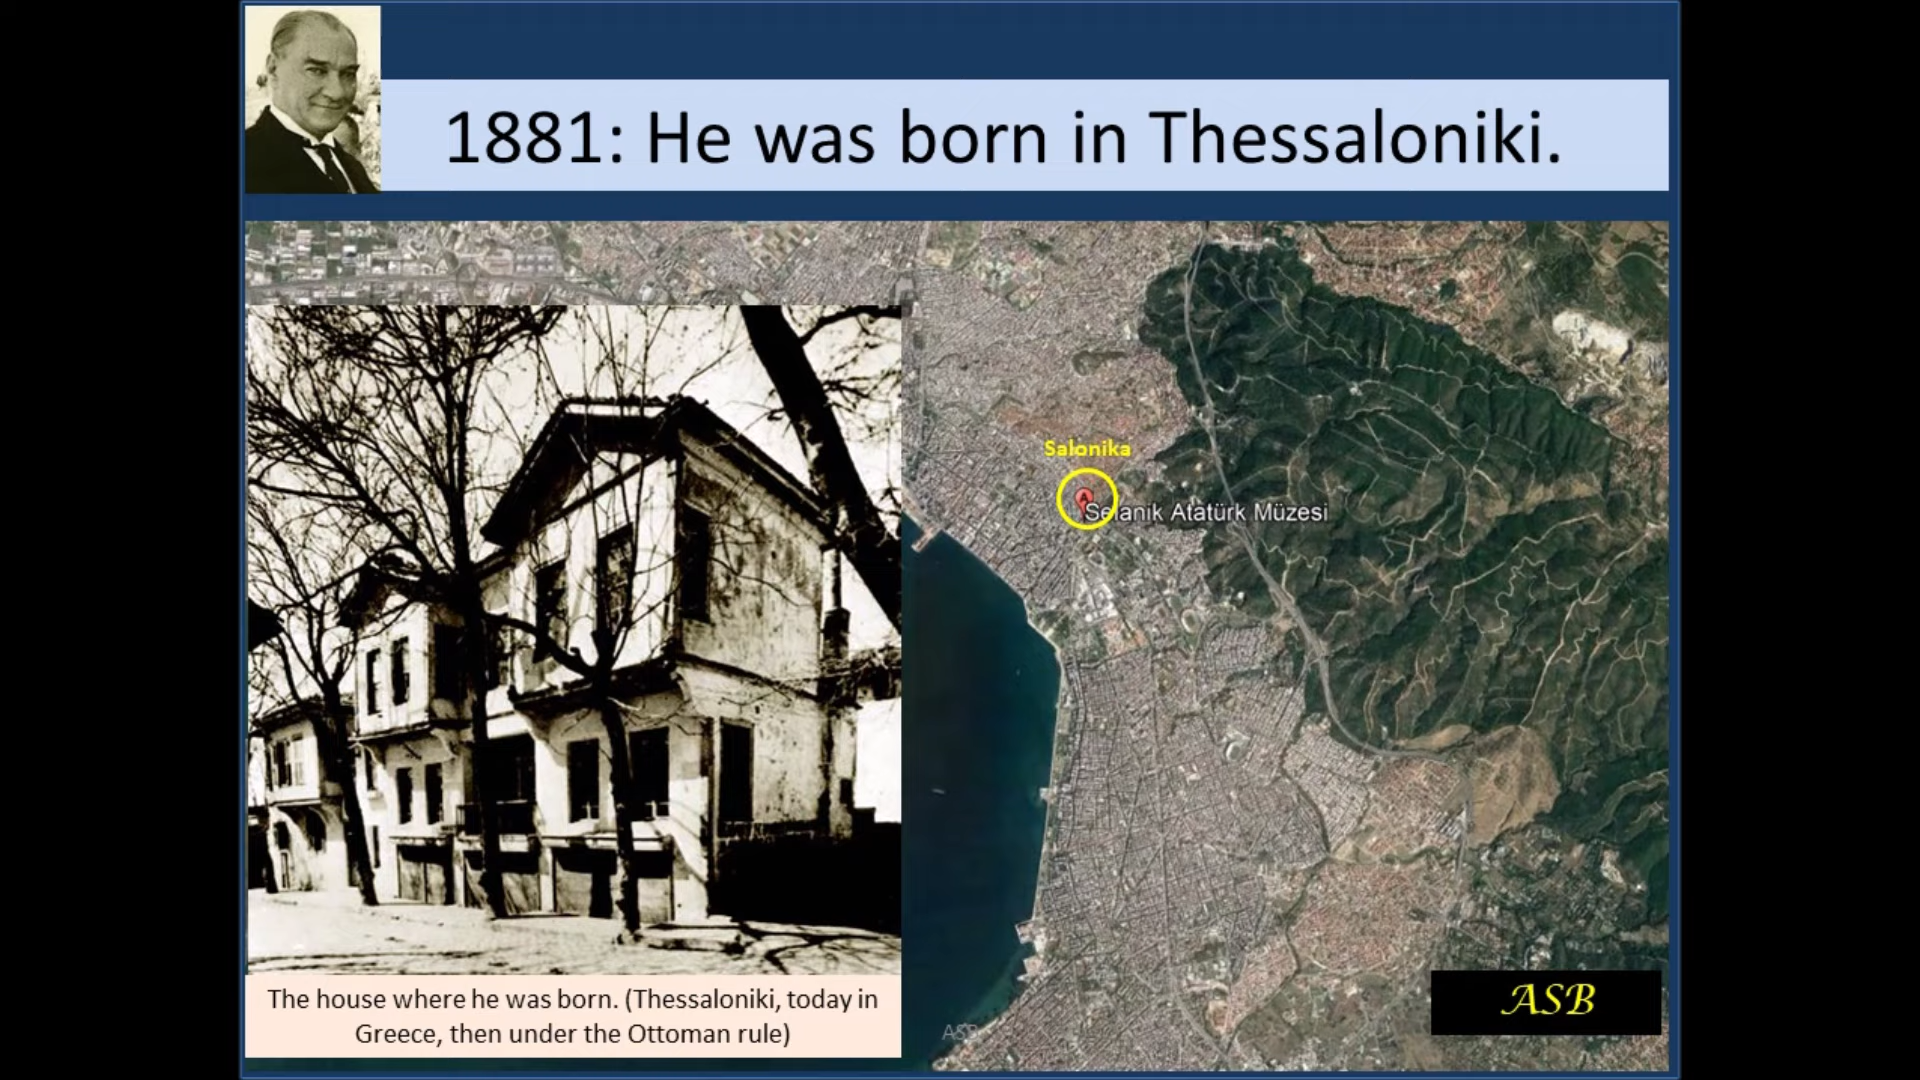 1881: He was born in Thessaloniki.
Salonika
A
Selanik Atatürk Müzesi
The house where he was born. (Thessaloniki, today in
Greece, then under the Ottoman rule)
ASB
ASB